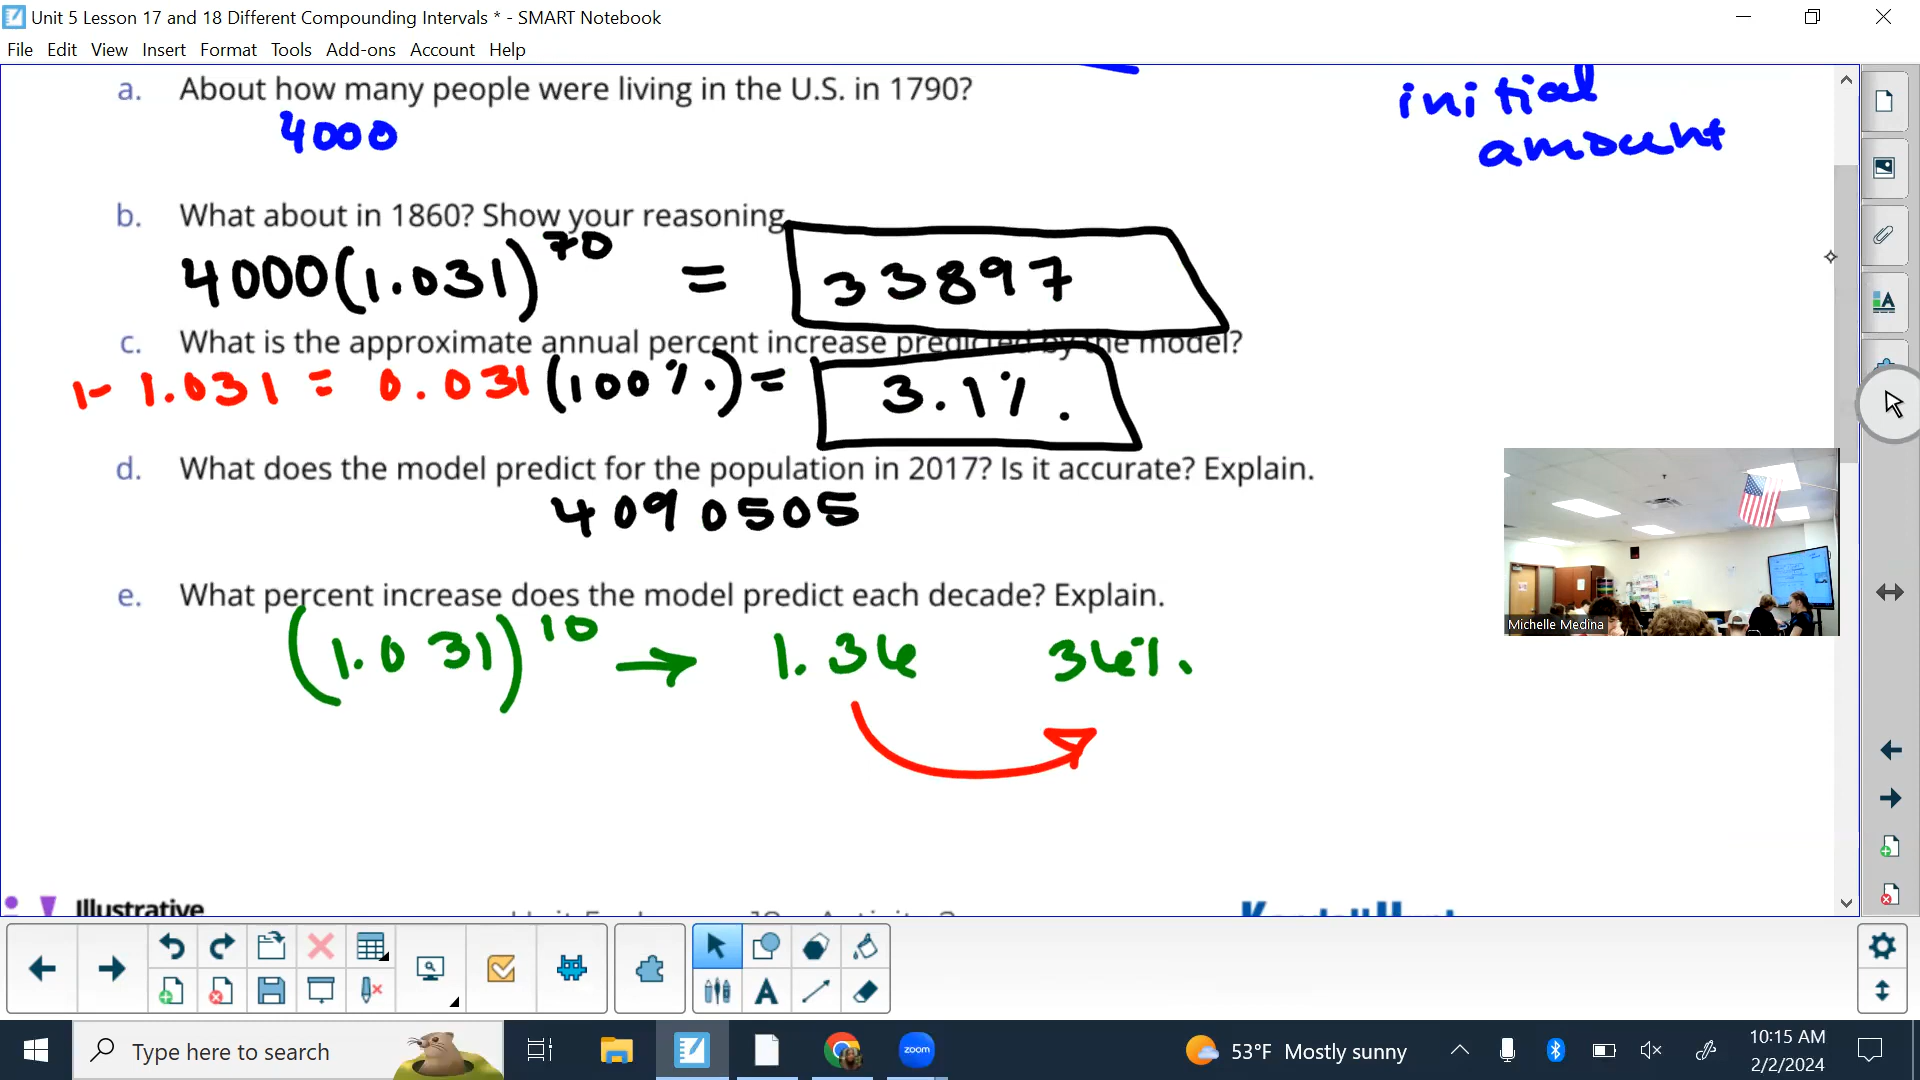 Unit 5 Lesson 17 and 18 Different Compounding Intervals * - SMART Notebook
File Edit View Insert Format Tools Add-ons Account Help
a. About how many people were living in the U.S. in 1790?
4000
initial
amount
b. What about in 1860? Show your reasoning
4000(1.031)^70 = 33897
c. What is the approximate annual percent increase predicted by the model?
1- 1.031 = 0.031 (100%) = 3.1%.
d. What does the model predict for the population in 2017? Is it accurate? Explain.
4090505
e. What percent increase does the model predict each decade? Explain.
(1.031)^10 → 1.36 36%.
Michelle Medina
Illustrative
Type here to search
zoom
53°F Mostly sunny
10:15 AM
2/2/2024